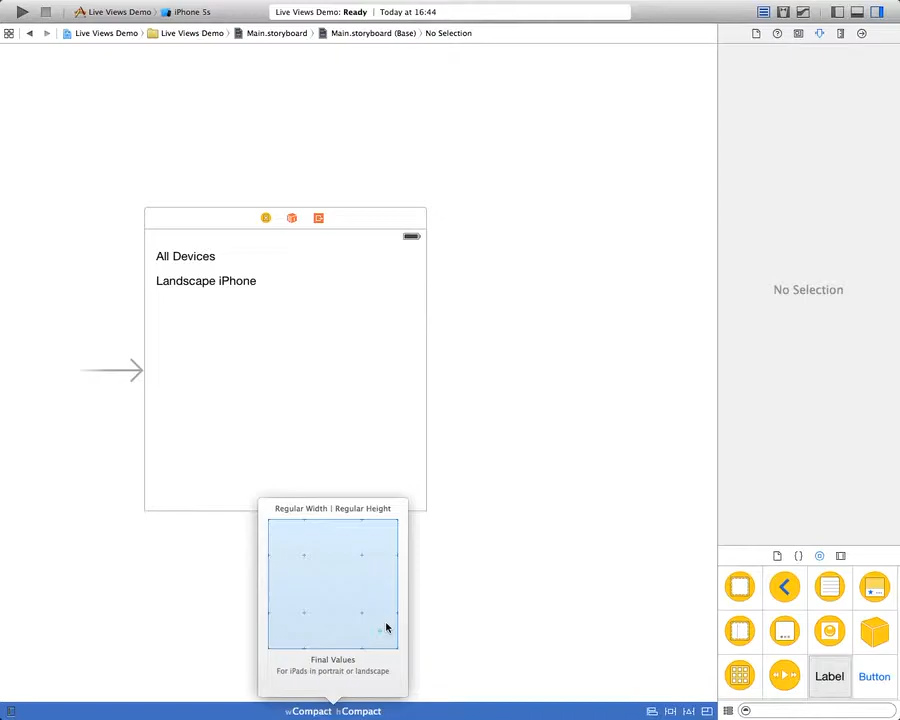 Live Views Demo 〉 iPhone 5s
Live Views Demo: Ready | Today at 16:44
Live Views Demo 〉 Live Views Demo 〉 Main.storyboard 〉 Main.storyboard (Base) 〉 No Selection
All Devices
Landscape iPhone
No Selection
Regular Width | Regular Height
Final Values
For iPads in portrait or landscape
Label
Button
wCompact hCompact